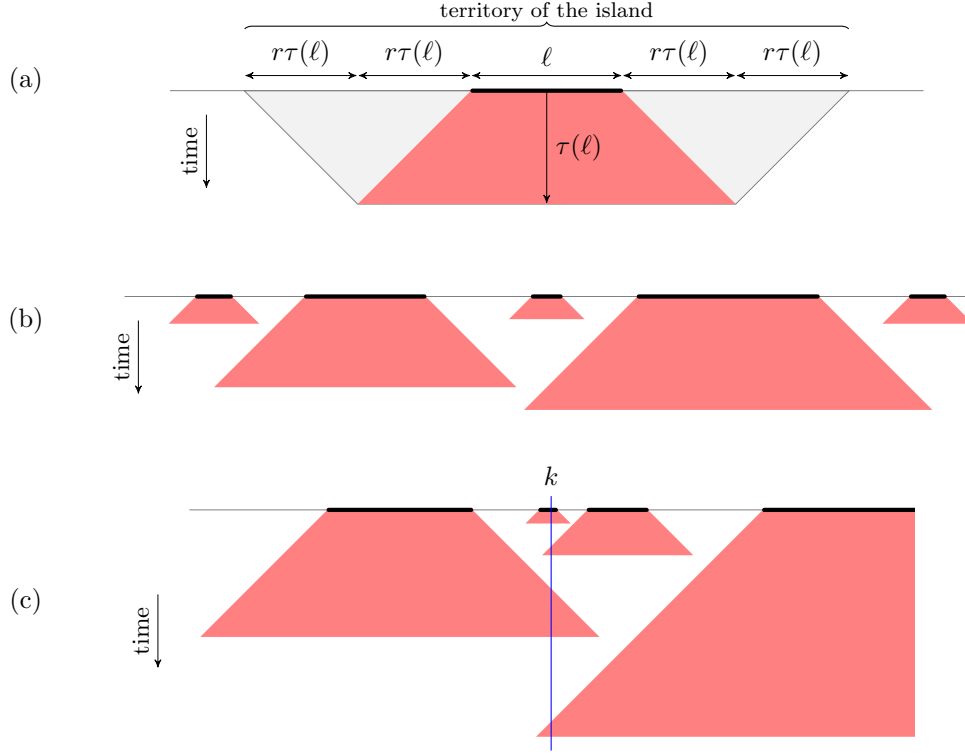 territory of the island
rτ(ℓ) rτ(ℓ) ℓ rτ(ℓ) rτ(ℓ)
(a)
time
τ(ℓ)
(b)
time
k
(c)
time